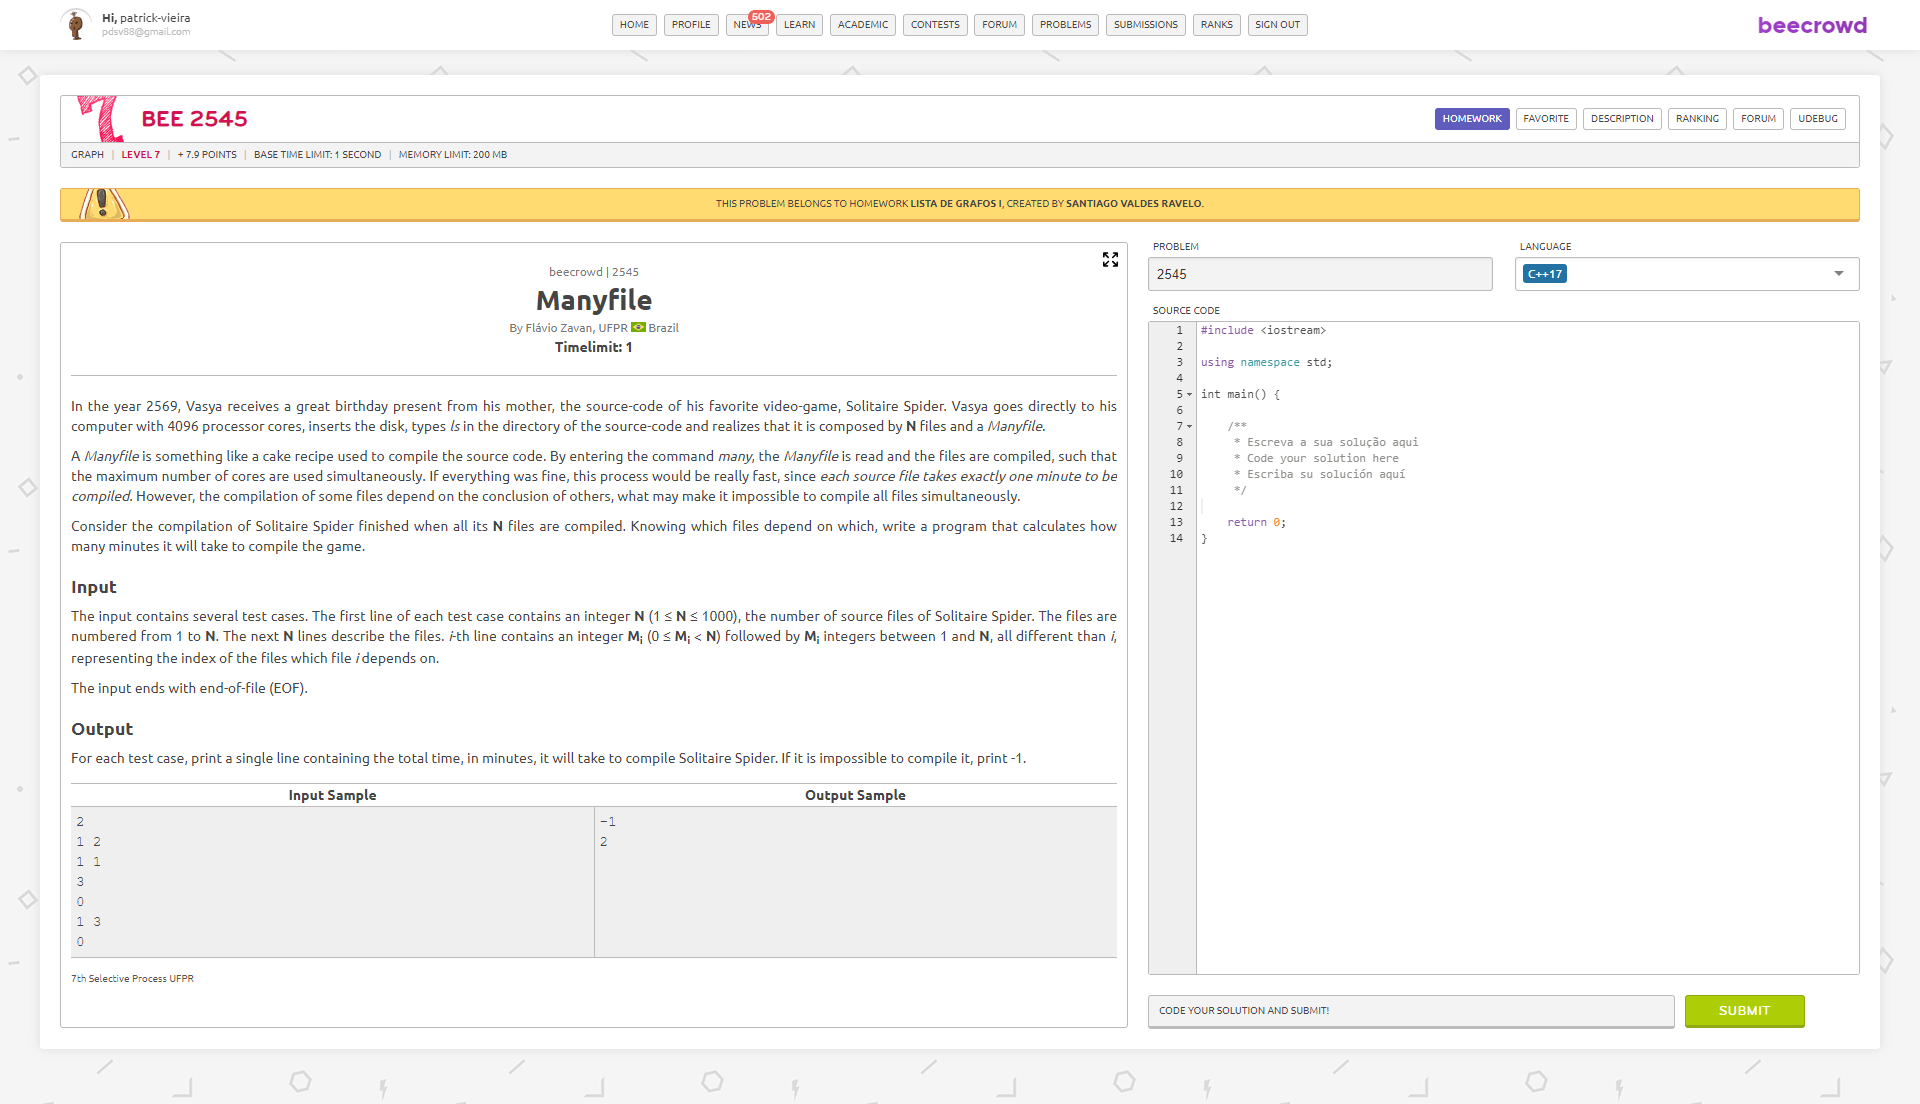 Hi, patrick-vieira
pdsv88@gmail.com
HOME
PROFILE
NEWS
502
LEARN
ACADEMIC
CONTESTS
FORUM
PROBLEMS
SUBMISSIONS
RANKS
SIGN OUT
beecrowd
7
BEE 2545
HOMEWORK
FAVORITE
DESCRIPTION
RANKING
FORUM
UDEBUG
GRAPH | LEVEL 7 | + 7.9 POINTS | BASE TIME LIMIT: 1 SECOND | MEMORY LIMIT: 200 MB
THIS PROBLEM BELONGS TO HOMEWORK LISTA DE GRAFOS I, CREATED BY SANTIAGO VALDES RAVELO.
beecrowd | 2545
Manyfile
By Flávio Zavan, UFPR Brazil
Timelimit: 1
In the year 2569, Vasya receives a great birthday present from his mother, the source-code of his favorite video-game, Solitaire Spider. Vasya goes directly to his
computer with 4096 processor cores, inserts the disk, types ls in the directory of the source-code and realizes that it is composed by N files and a Manyfile.
A Manyfile is something like a cake recipe used to compile the source code. By entering the command many, the Manyfile is read and the files are compiled, such that
the maximum number of cores are used simultaneously. If everything was fine, this process would be really fast, since each source file takes exactly one minute to be
compiled. However, the compilation of some files depend on the conclusion of others, what may make it impossible to compile all files simultaneously.
Consider the compilation of Solitaire Spider finished when all its N files are compiled. Knowing which files depend on which, write a program that calculates how
many minutes it will take to compile the game.
Input
The input contains several test cases. The first line of each test case contains an integer N (1 ≤ N ≤ 1000), the number of source files of Solitaire Spider. The files are
numbered from 1 to N. The next N lines describe the files. i-th line contains an integer Mi (0 ≤ Mi < N) followed by Mi integers between 1 and N, all different than i,
representing the index of the files which file i depends on.
The input ends with end-of-file (EOF).
Output
For each test case, print a single line containing the total time, in minutes, it will take to compile Solitaire Spider. If it is impossible to compile it, print -1.
Input Sample
Output Sample
2
1 2
1 1
3
0
1 3
0
-1
2
7th Selective Process UFPR
PROBLEM
2545
LANGUAGE
C++17
SOURCE CODE
1 #include <iostream>
2
3 using namespace std;
4
5 int main() {
6
7 /**
8 * Escreva a sua solução aqui
9 * Code your solution here
10 * Escriba su solución aquí
11 */
12
13 return 0;
14 }
CODE YOUR SOLUTION AND SUBMIT!
SUBMIT